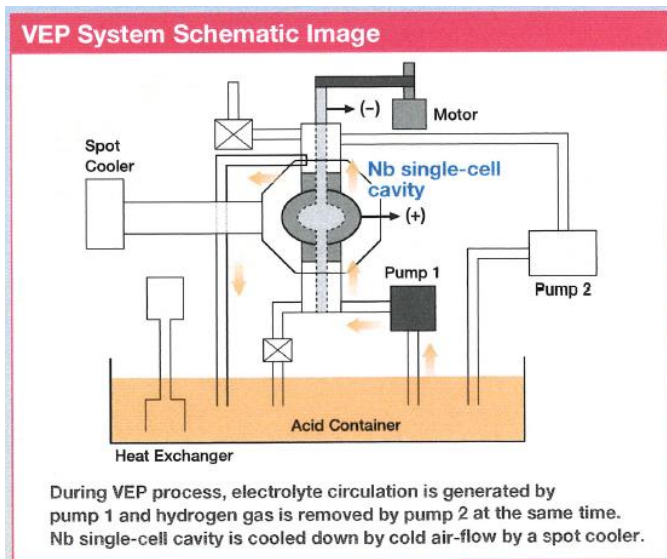 VEP System Schematic Image
(–)
Motor
Spot
Cooler
Nb single-cell
cavity
(+)
Pump 1
Pump 2
Acid Container
Heat Exchanger
During VEP process, electrolyte circulation is generated by
pump 1 and hydrogen gas is removed by pump 2 at the same time.
Nb single-cell cavity is cooled down by cold air-flow by a spot cooler.